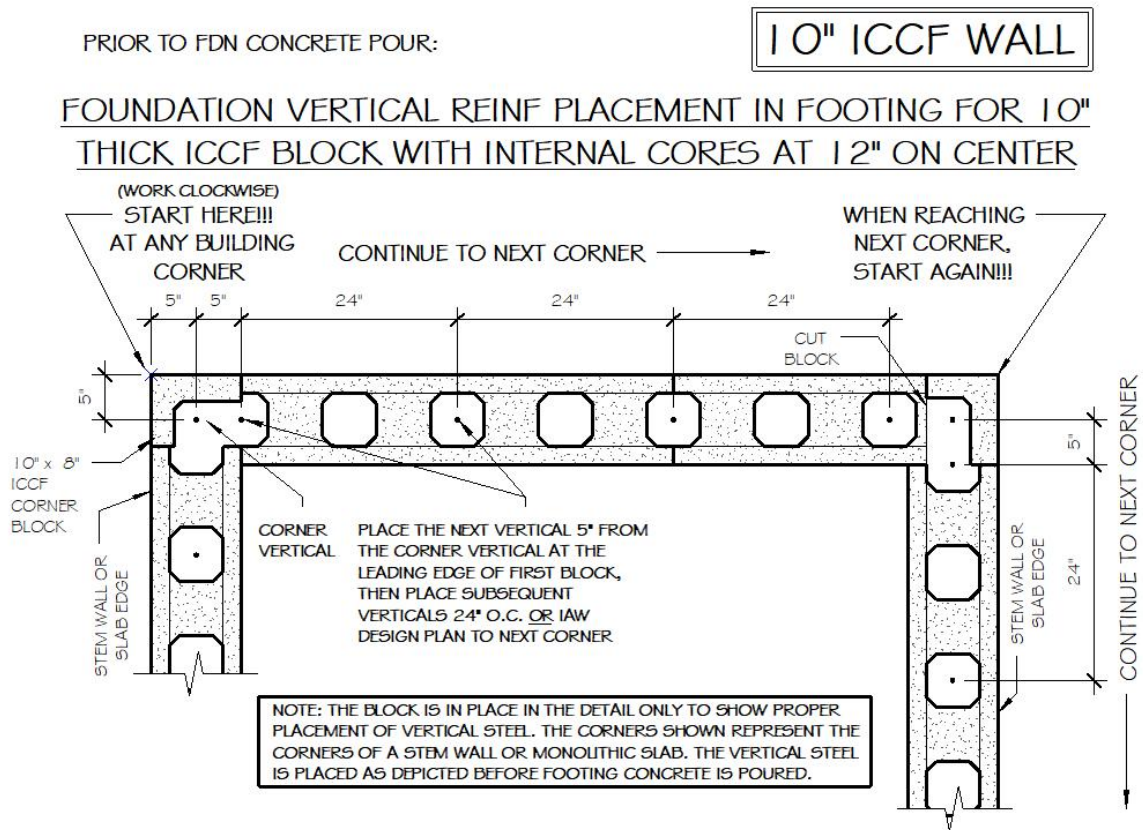 PRIOR TO FDN CONCRETE POUR:
10" ICCF WALL
FOUNDATION VERTICAL REINF PLACEMENT IN FOOTING FOR 10"
THICK ICCF BLOCK WITH INTERNAL CORES AT 12" ON CENTER
(WORK CLOCKWISE)
START HERE!!!
AT ANY BUILDING
CORNER
CONTINUE TO NEXT CORNER
WHEN REACHING
NEXT CORNER,
START AGAIN!!!
5"
5"
24"
24"
24"
CUT
BLOCK
5"
5"
24"
10" x 8"
ICCF
CORNER
BLOCK
STEM WALL OR
SLAB EDGE
CORNER
VERTICAL
PLACE THE NEXT VERTICAL 5" FROM
THE CORNER VERTICAL AT THE
LEADING EDGE OF FIRST BLOCK,
THEN PLACE SUBSEQUENT
VERTICALS 24" O.C. OR IAW
DESIGN PLAN TO NEXT CORNER
STEM WALL OR
SLAB EDGE
CONTINUE TO NEXT CORNER
NOTE: THE BLOCK IS IN PLACE IN THE DETAIL ONLY TO SHOW PROPER
PLACEMENT OF VERTICAL STEEL. THE CORNERS SHOWN REPRESENT THE
CORNERS OF A STEM WALL OR MONOLITHIC SLAB. THE VERTICAL STEEL
IS PLACED AS DEPICTED BEFORE FOOTING CONCRETE IS POURED.